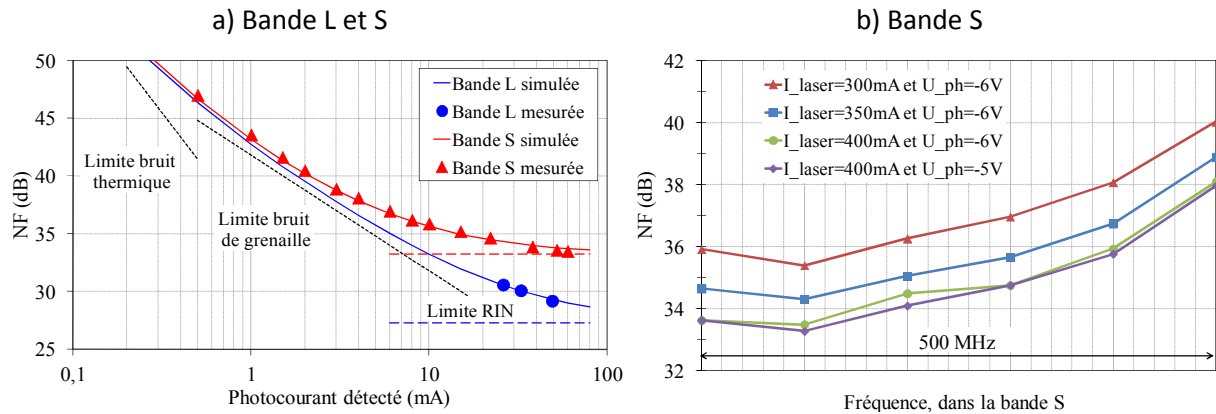 a) Bande L et S
50
45
40
35
30
25
NF (dB)
0,1
1
10
100
Photocourant détecté (mA)
Bande L simulée
Bande L mesurée
Bande S simulée
Bande S mesurée
Limite bruit
thermique
Limite bruit
de grenaille
Limite RIN
b) Bande S
42
40
38
36
34
32
NF (dB)
I_laser=300mA et U_ph=-6V
I_laser=350mA et U_ph=-6V
I_laser=400mA et U_ph=-6V
I_laser=400mA et U_ph=-5V
500 MHz
Fréquence, dans la bande S